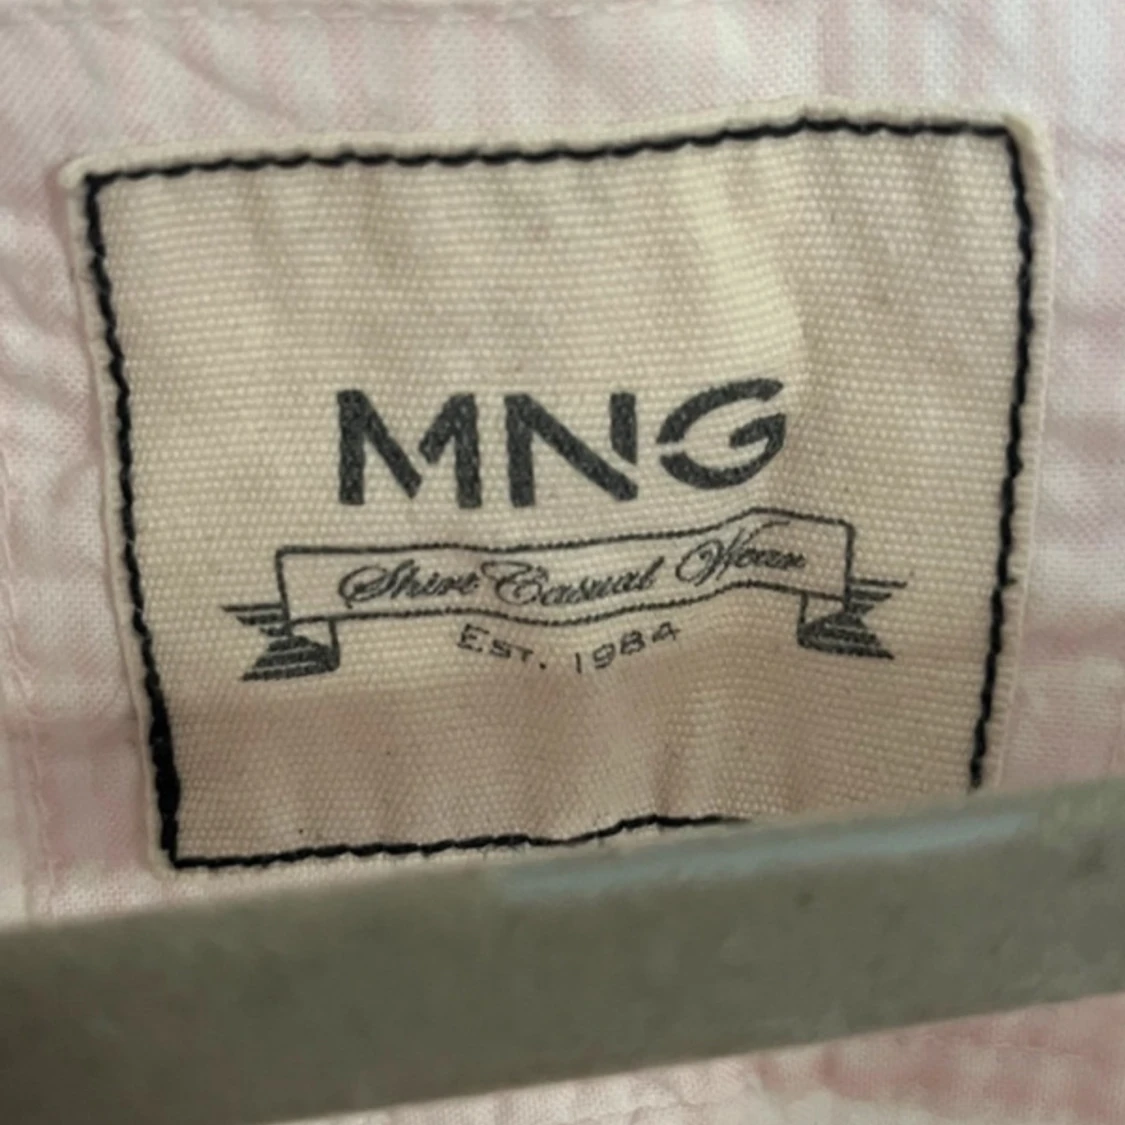 MNG
Shirt Casual Wear
EST. 1984